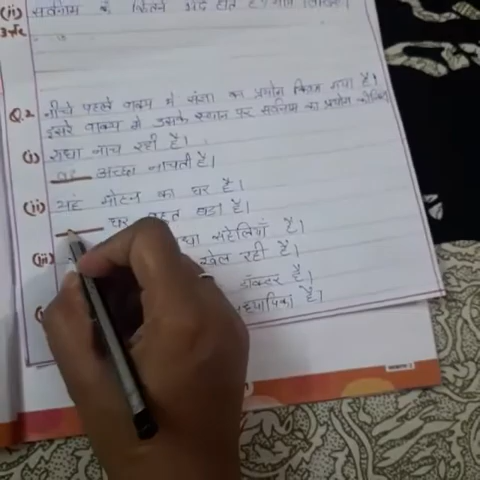 (ii) सर्वनाम के कितने भेद होते है? नाम लिखिए।
उत्तर
Q.2 नीचे पहले वाक्य मे संज्ञा का प्रयोग किया गया है।
दूसरे वाक्य मे उसके स्थान पर सर्वनाम का प्रयोग कीजिए
(i) राधा नाच रही है।
वह अच्छा नाचती है।
(ii) यह मोहन का घर है।
घर बहुत बड़ा है।
(iii) सहेलियाँ है।
खेल रही है।
डॉक्टर है।
है।